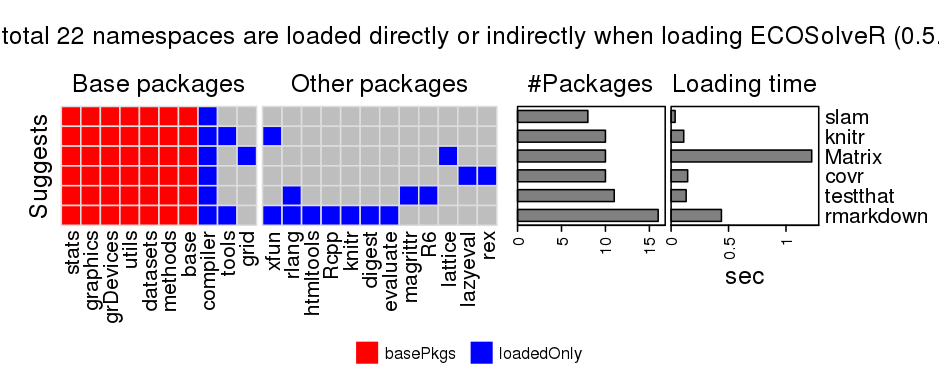 total 22 namespaces are loaded directly or indirectly when loading ECOSolveR (0.5.
Base packages
Other packages
#Packages
Loading time
Suggests
slam
knitr
Matrix
covr
testthat
rmarkdown
stats
graphics
grDevices
utils
datasets
methods
base
compiler
tools
grid
xfun
rlang
htmltools
Rcpp
knitr
digest
evaluate
magrittr
R6
lattice
lazyeval
rex
0
5
10
15
0
0.5
1
sec
basePkgs
loadedOnly